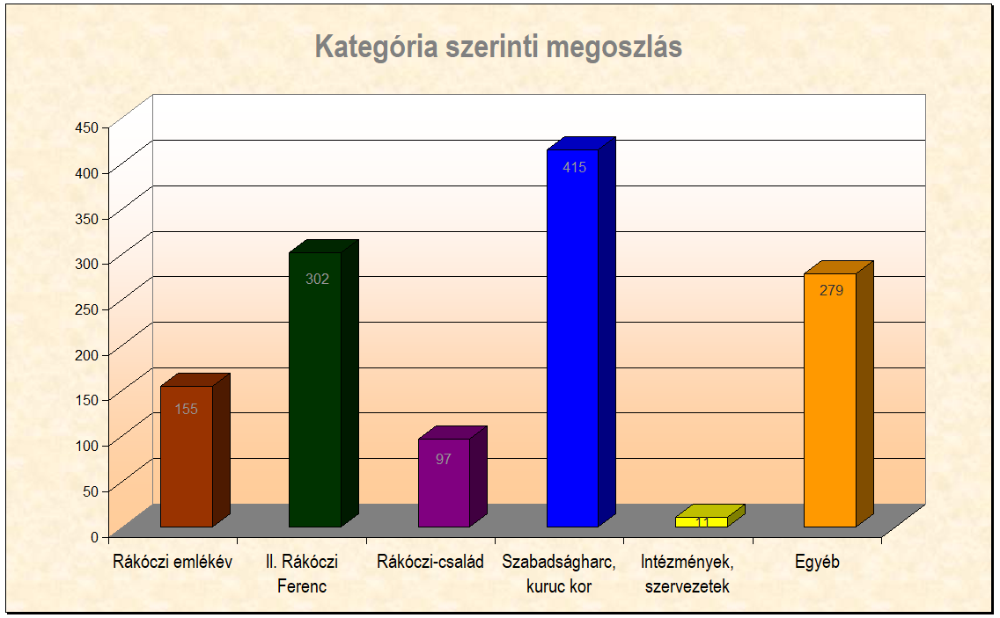 Kategória szerinti megoszlás
450
400
350
300
250
200
150
100
50
0
155
302
97
415
11
279
Rákóczi emlékév
II. Rákóczi
Ferenc
Rákóczi-család
Szabadságharc,
kuruc kor
Intézmények,
szervezetek
Egyéb